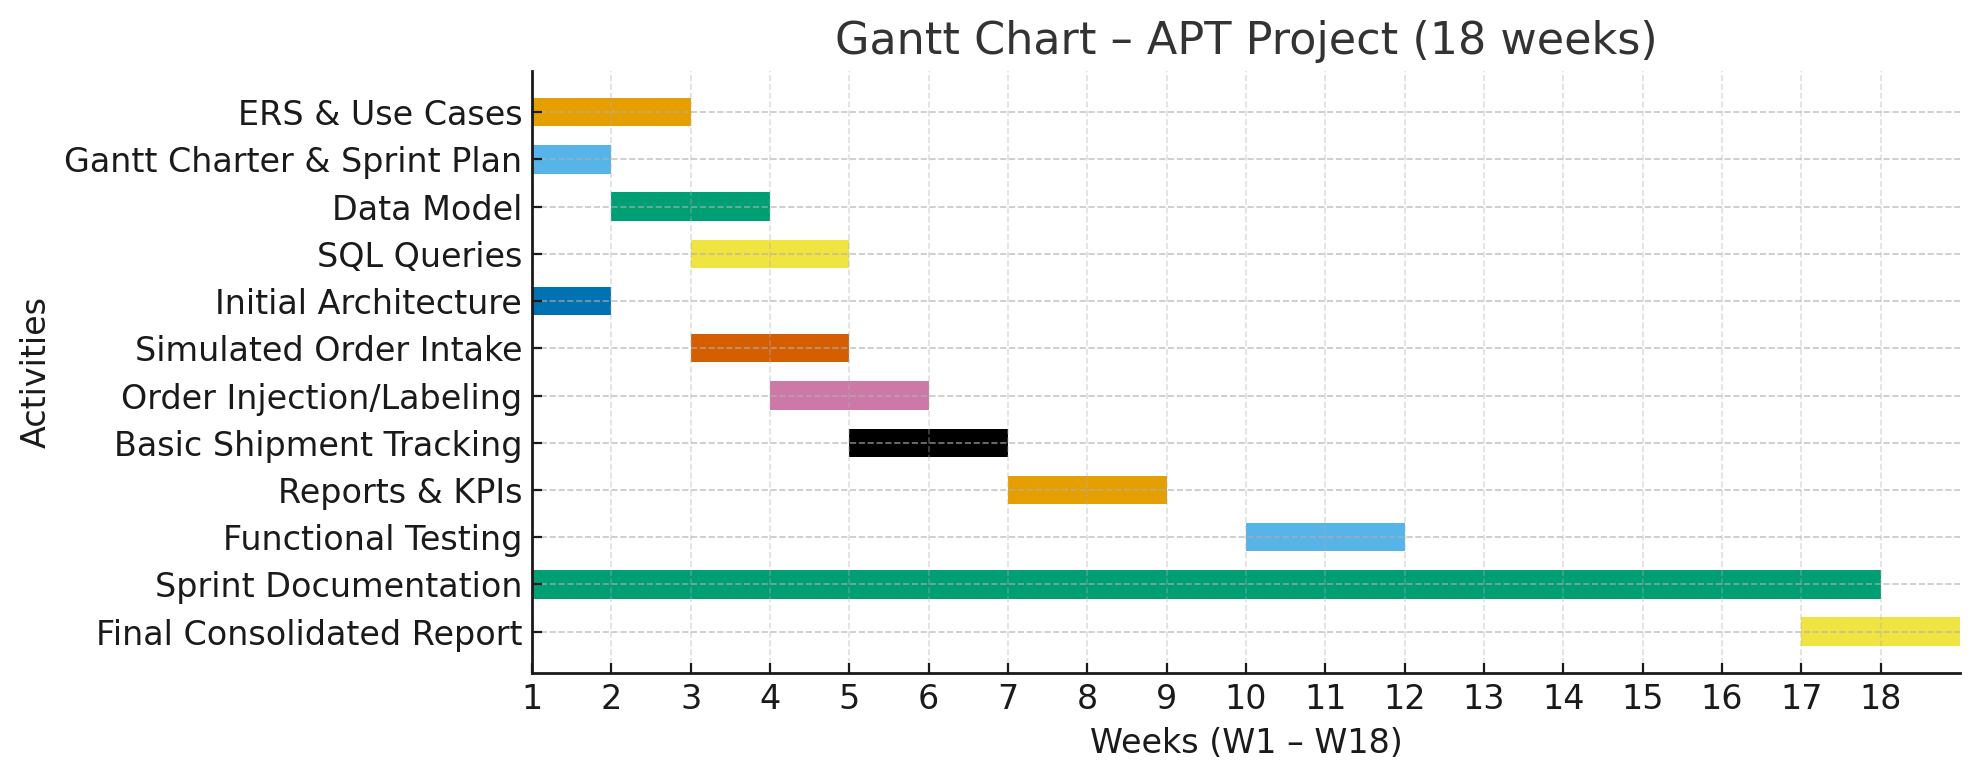 Gantt Chart – APT Project (18 weeks)
ERS & Use Cases
Gantt Charter & Sprint Plan
Data Model
SQL Queries
Initial Architecture
Simulated Order Intake
Order Injection/Labeling
Basic Shipment Tracking
Reports & KPIs
Functional Testing
Sprint Documentation
Final Consolidated Report
Activities
1 2 3 4 5 6 7 8 9 10 11 12 13 14 15 16 17 18
Weeks (W1 – W18)